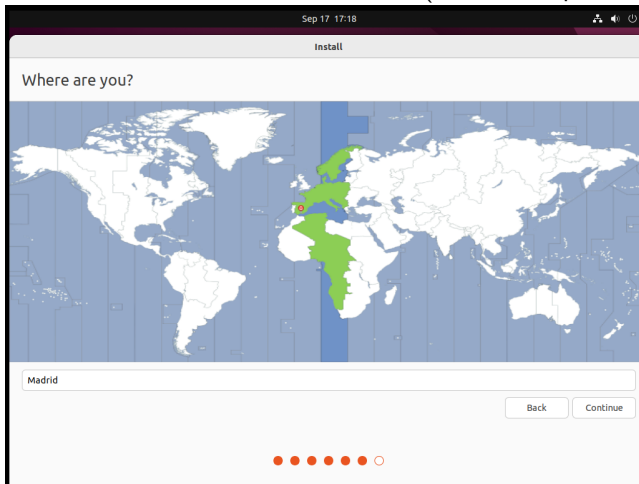 Sep 17 17:18
Install
Where are you?
Madrid
Back
Continue